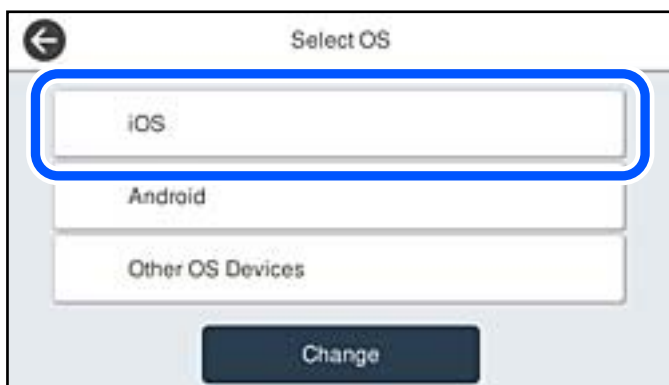 Select OS
iOS
Android
Other OS Devices
Change